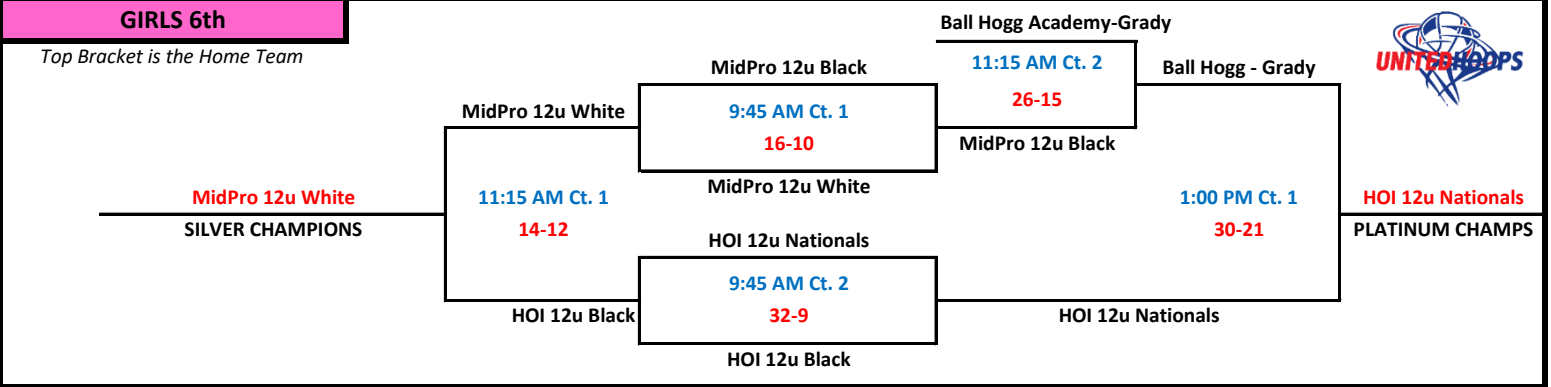 GIRLS 6th
Top Bracket is the Home Team
Ball Hogg Academy-Grady
UNITEDHOOPS
MidPro 12u Black
11:15 AM Ct. 2
Ball Hogg - Grady
26-15
MidPro 12u White
9:45 AM Ct. 1
16-10
MidPro 12u Black
MidPro 12u White
MidPro 12u White
11:15 AM Ct. 1
1:00 PM Ct. 1
HOI 12u Nationals
SILVER CHAMPIONS
14-12
30-21
PLATINUM CHAMPS
HOI 12u Nationals
9:45 AM Ct. 2
HOI 12u Black
32-9
HOI 12u Nationals
HOI 12u Black